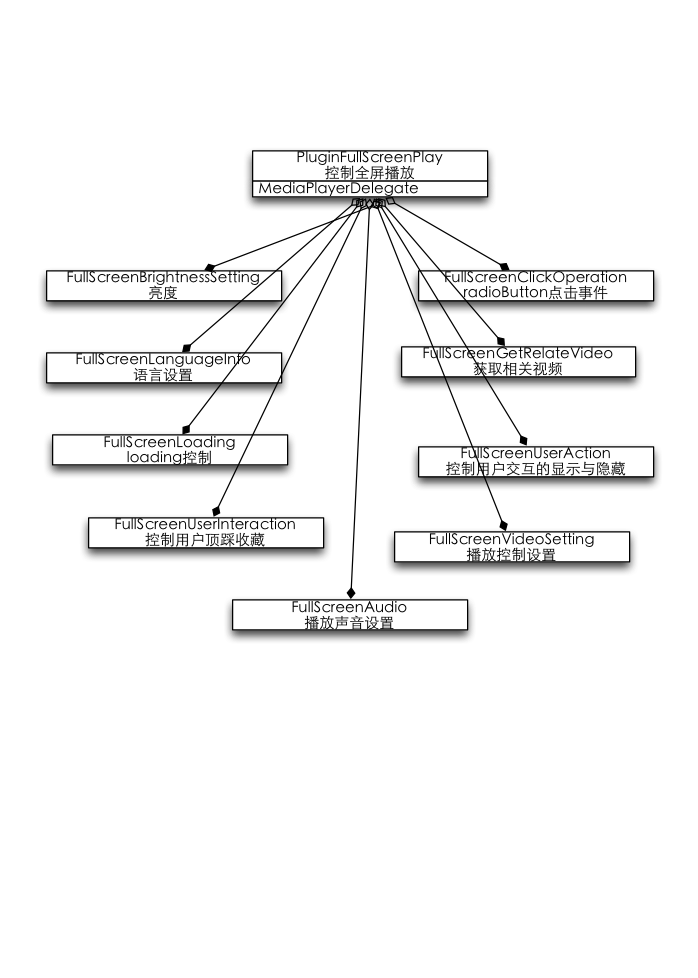 PluginFullScreenPlay
控制全屏播放
MediaPlayerDelegate
FullScreenBrightnessSetting
亮度
FullScreenClickOperation
radioButton点击事件
FullScreenLanguageInfo
语言设置
FullScreenGetRelateVideo
获取相关视频
FullScreenLoading
loading控制
FullScreenUserAction
控制用户交互的显示与隐藏
FullScreenUserInteraction
控制用户顶踩收藏
FullScreenVideoSetting
播放控制设置
FullScreenAudio
播放声音设置